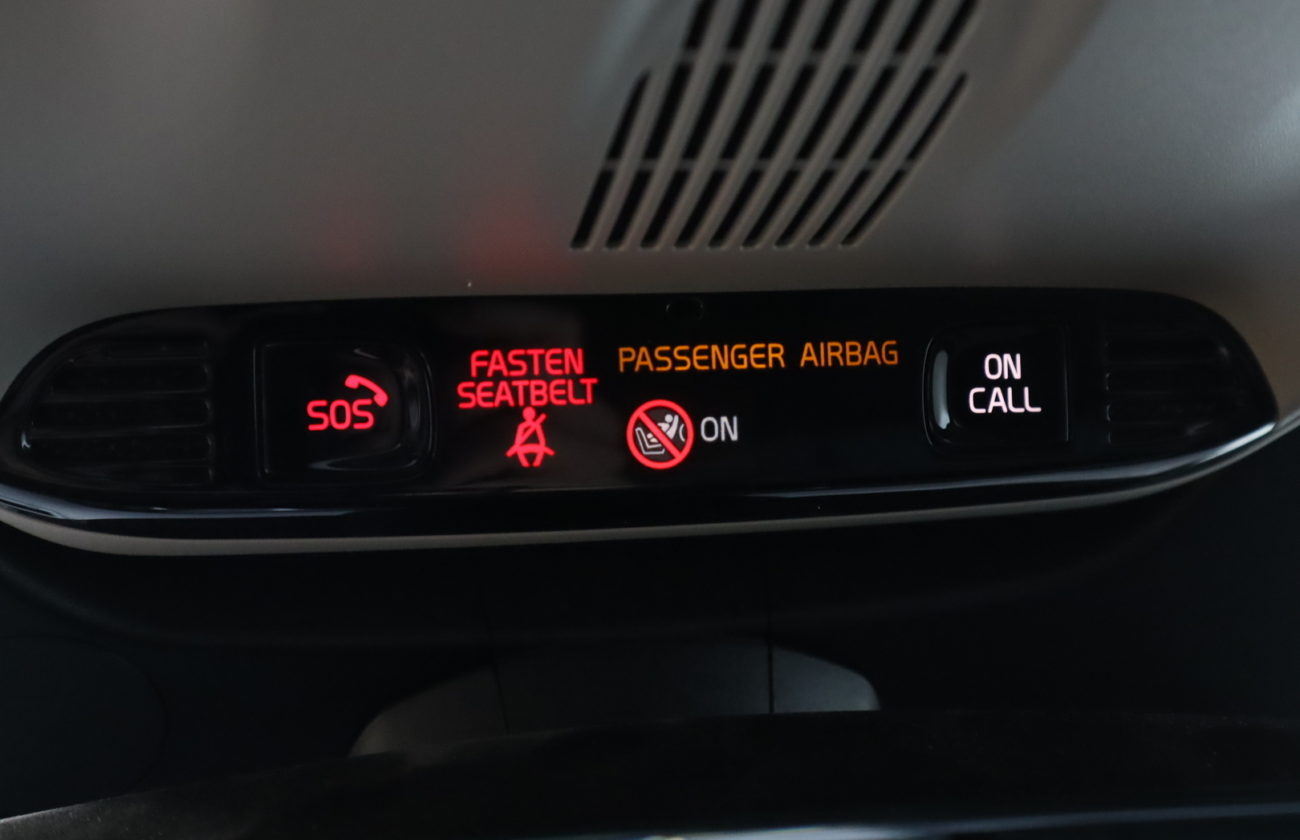 SOS
FASTEN
SEATBELT
PASSENGER AIRBAG
ON
ON
CALL